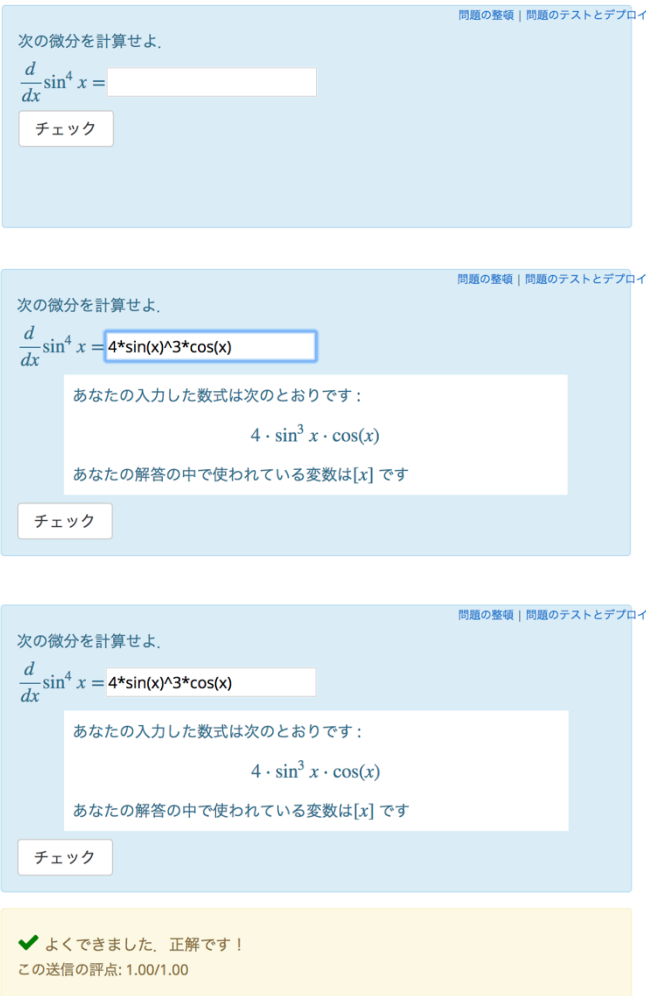 問題の整頓 | 問題のテストとデプロイ
次の微分を計算せよ.
d/dx sin⁴ x =
チェック
問題の整頓 | 問題のテストとデプロイ
次の微分を計算せよ.
d/dx sin⁴ x = 4*sin(x)^3*cos(x)
あなたの入力した数式は次のとおりです :
4 · sin³ x · cos(x)
あなたの解答の中で使われている変数は[x] です
チェック
問題の整頓 | 問題のテストとデプロイ
次の微分を計算せよ.
d/dx sin⁴ x = 4*sin(x)^3*cos(x)
あなたの入力した数式は次のとおりです :
4 · sin³ x · cos(x)
あなたの解答の中で使われている変数は[x] です
チェック
✔ よくできました. 正解です！
この送信の評点: 1.00/1.00